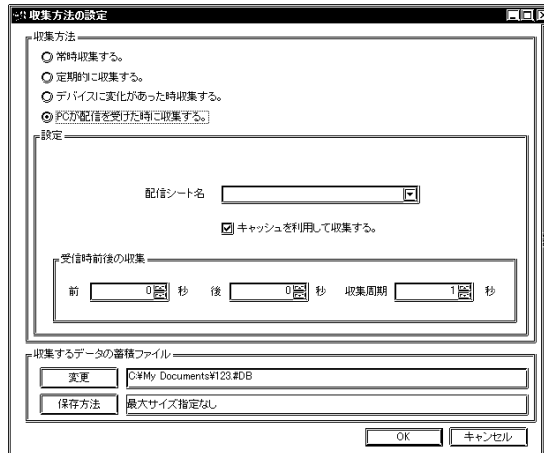 収集方法の設定
収集方法
常時収集する。
定期的に収集する。
デバイスに変化があった時収集する。
PCが配信を受けた時に収集する。
設定
配信シート名
キャッシュを利用して収集する。
受信時前後の収集
前 0 秒 後 0 秒 収集周期 1 秒
収集するデータの蓄積ファイル
変更 C:¥My Documents¥123.#DB
保存方法 最大サイズ指定なし
OK キャンセル